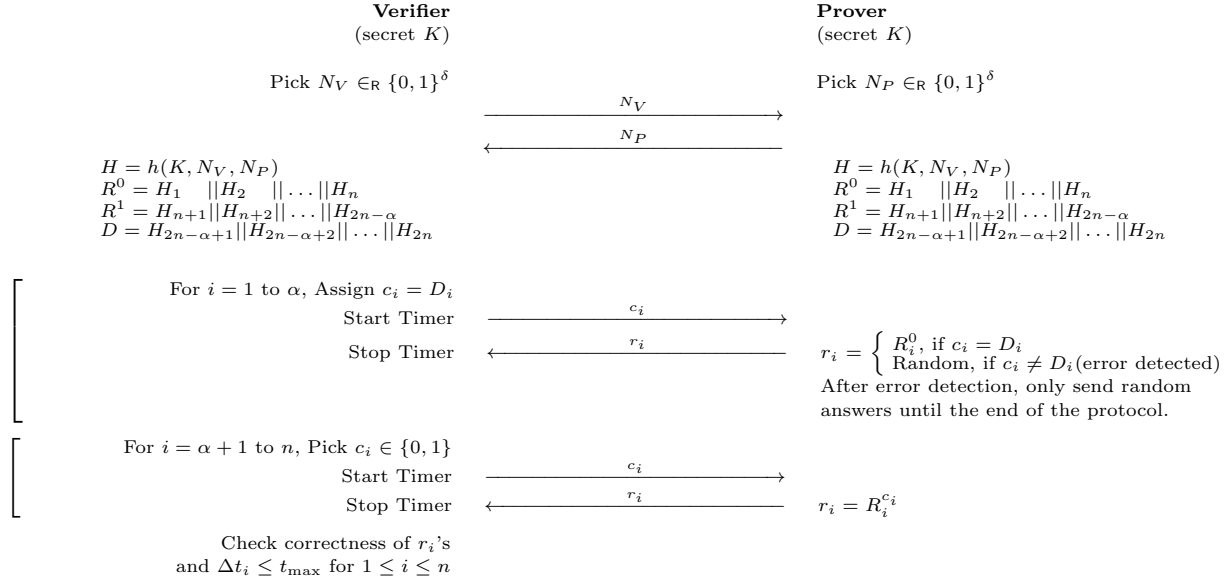 Verifier Prover
(secret K) (secret K)
Pick N_V ∈_R {0, 1}^δ Pick N_P ∈_R {0, 1}^δ
N_V
N_P
H = h(K, N_V, N_P) H = h(K, N_V, N_P)
R^0 = H_1 ||H_2 || . . . ||H_n R^0 = H_1 ||H_2 || . . . ||H_n
R^1 = H_{n+1}||H_{n+2}|| . . . ||H_{2n−α} R^1 = H_{n+1}||H_{n+2}|| . . . ||H_{2n−α}
D = H_{2n−α+1}||H_{2n−α+2}|| . . . ||H_{2n} D = H_{2n−α+1}||H_{2n−α+2}|| . . . ||H_{2n}
For i = 1 to α, Assign c_i = D_i
Start Timer c_i
Stop Timer r_i r_i = { R_i^0, if c_i = D_i
Random, if c_i ≠ D_i(error detected)
After error detection, only send random
answers until the end of the protocol.
For i = α + 1 to n, Pick c_i ∈ {0, 1}
Start Timer c_i
Stop Timer r_i r_i = R_i^{c_i}
Check correctness of r_i's
and Δt_i ≤ t_max for 1 ≤ i ≤ n